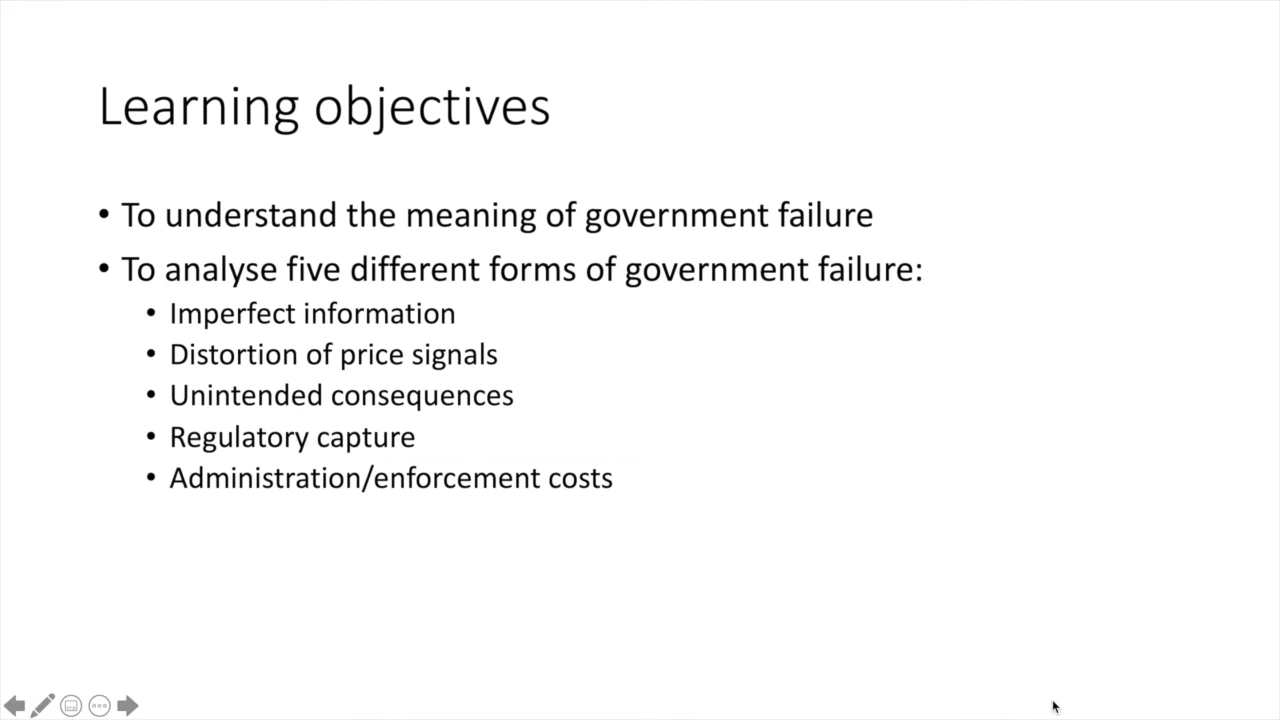 Learning objectives
• To understand the meaning of government failure
• To analyse five different forms of government failure:
• Imperfect information
• Distortion of price signals
• Unintended consequences
• Regulatory capture
• Administration/enforcement costs